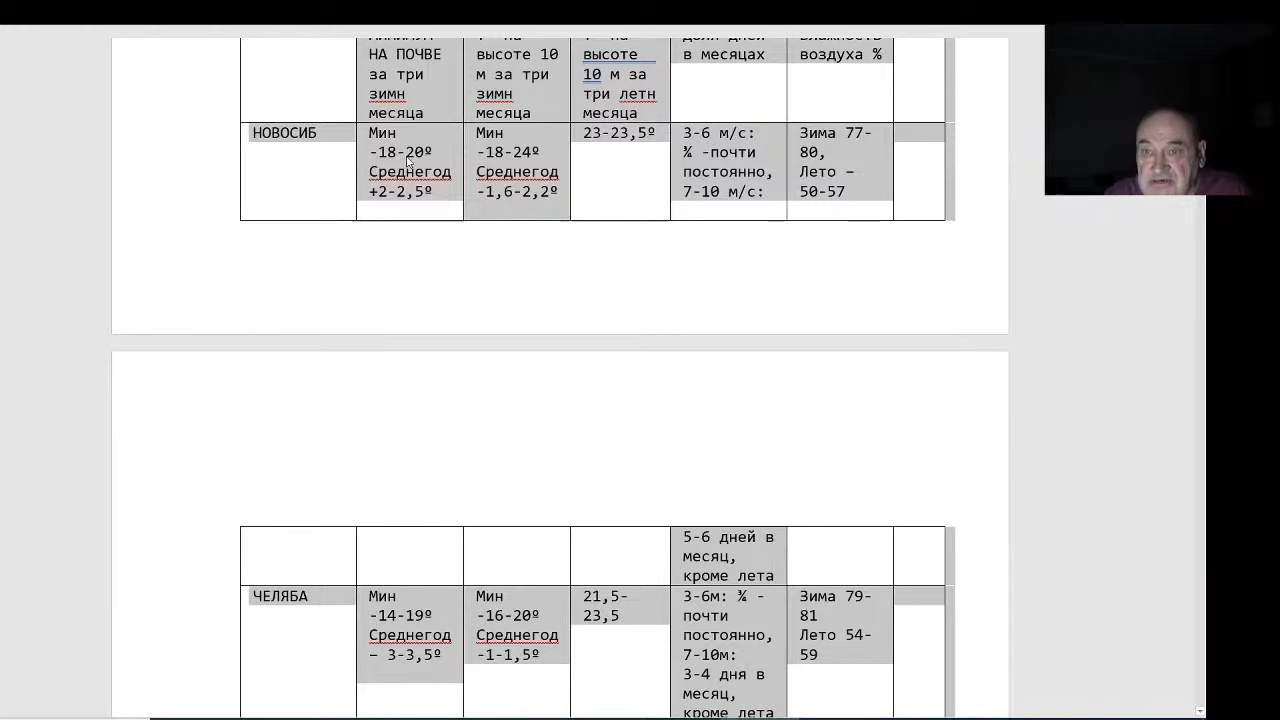 НА ПОЧВЕ
за три
зимн
месяца
высоте 10
м за три
зимн
месяца
высоте
10 м за
три летн
месяца
доля дней
в месяцах
влажность
воздуха %
НОВОСИБ
Мин
-18-20º
Среднегод
+2-2,5º
Мин
-18-24º
Среднегод
-1,6-2,2º
23-23,5º
3-6 м/с:
¾ -почти
постоянно,
7-10 м/с:
Зима 77-
80,
Лето –
50-57
5-6 дней в
месяц,
кроме лета
ЧЕЛЯБА
Мин
-14-19º
Среднегод
– 3-3,5º
Мин
-16-20º
Среднегод
-1-1,5º
21,5-
23,5
3-6м: ¾ -
почти
постоянно,
7-10м:
3-4 дня в
месяц,
кроме лета
Зима 79-
81
Лето 54-
59